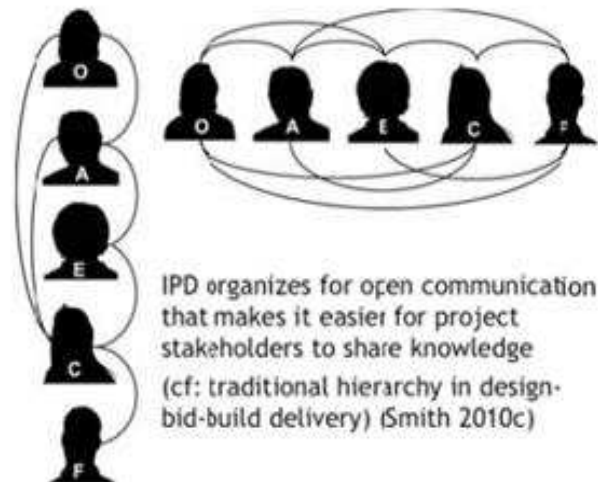 O
A
E
C
F
O A E C F
IPD organizes for open communication
that makes it easier for project
stakeholders to share knowledge
(cf: traditional hierarchy in design-
bid-build delivery) (Smith 2010c)